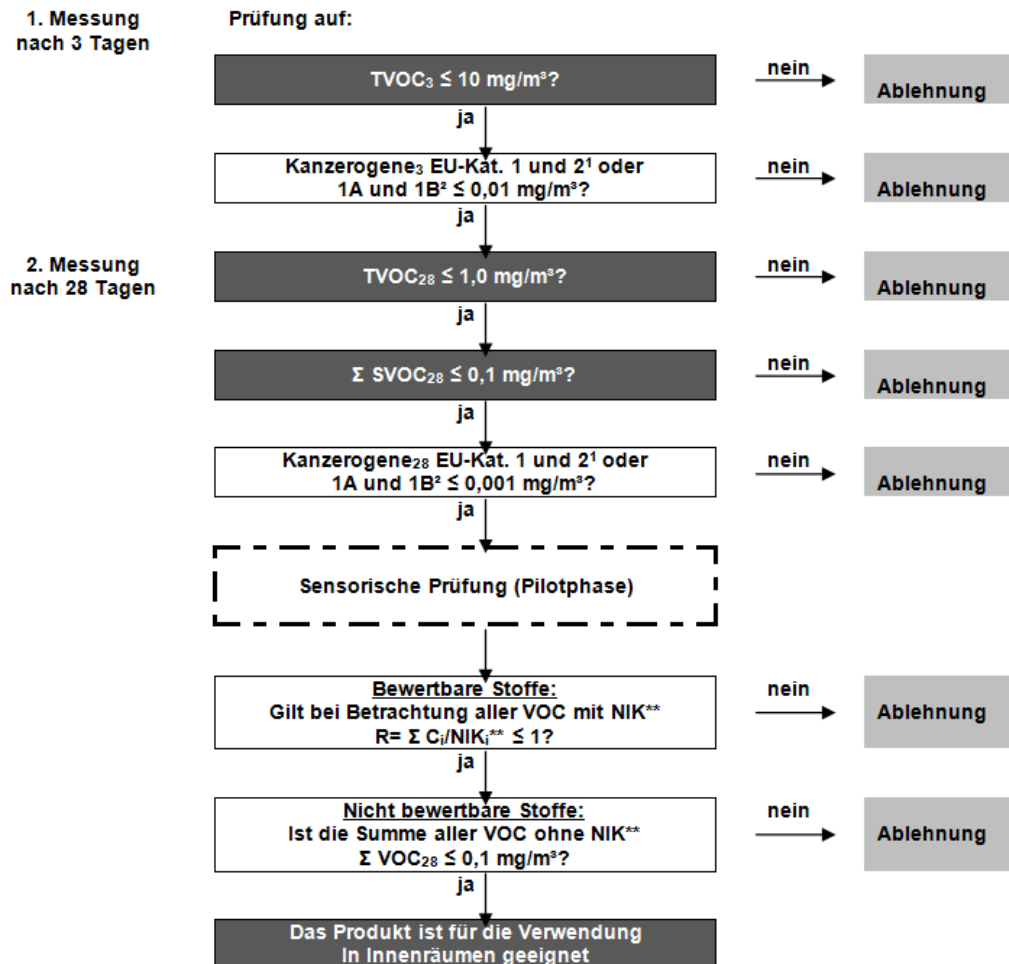 1. Messung
nach 3 Tagen
Prüfung auf:
TVOC₃ ≤ 10 mg/m³?
nein
Ablehnung
ja
Kanzerogene₃ EU-Kat. 1 und 2¹ oder
1A und 1B² ≤ 0,01 mg/m³?
nein
Ablehnung
ja
2. Messung
nach 28 Tagen
TVOC₂₈ ≤ 1,0 mg/m³?
nein
Ablehnung
ja
Σ SVOC₂₈ ≤ 0,1 mg/m³?
nein
Ablehnung
ja
Kanzerogene₂₈ EU-Kat. 1 und 2¹ oder
1A und 1B² ≤ 0,001 mg/m³?
nein
Ablehnung
ja
Sensorische Prüfung (Pilotphase)
Bewertbare Stoffe:
Gilt bei Betrachtung aller VOC mit NIK**
R= Σ Cᵢ/NIKᵢ** ≤ 1?
nein
Ablehnung
ja
Nicht bewertbare Stoffe:
Ist die Summe aller VOC ohne NIK**
Σ VOC₂₈ ≤ 0,1 mg/m³?
nein
Ablehnung
ja
Das Produkt ist für die Verwendung
in Innenräumen geeignet